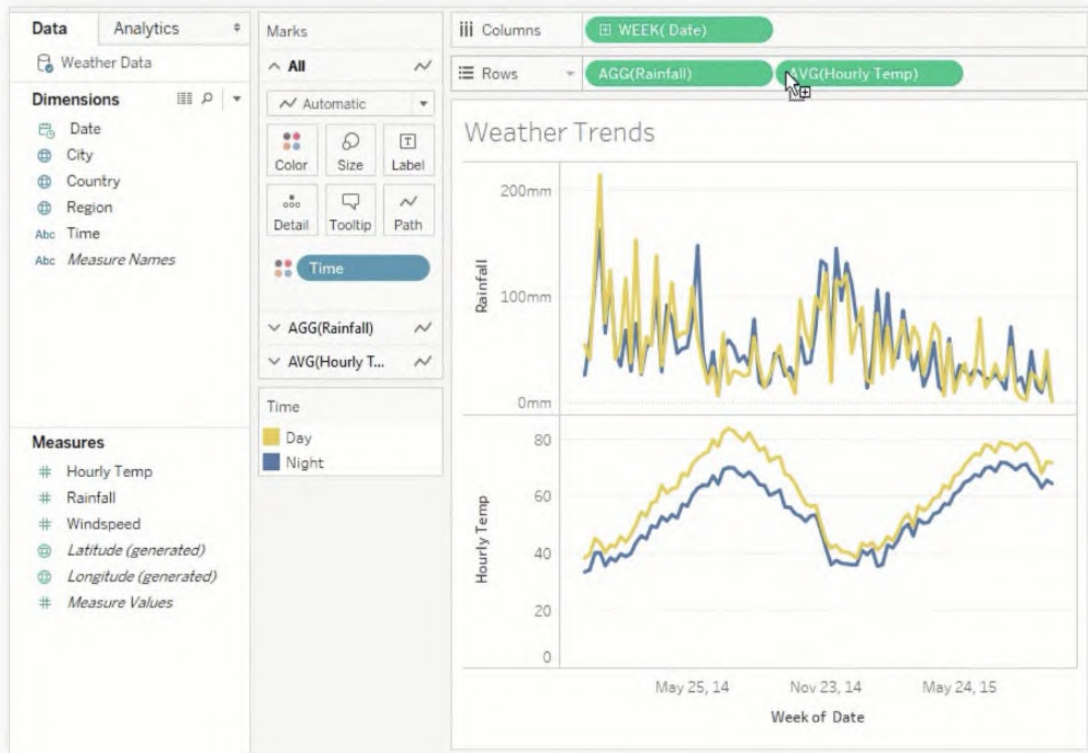 Data
Analytics
Weather Data
Dimensions
Date
City
Country
Region
Abc Time
Abc Measure Names
Measures
# Hourly Temp
# Rainfall
# Windspeed
Latitude (generated)
Longitude (generated)
# Measure Values
Marks
All
Automatic
Color Size Label
Detail Tooltip Path
Time
AGG(Rainfall)
AVG(Hourly T...
Time
Day
Night
Columns WEEK( Date)
Rows AGG(Rainfall) AVG(Hourly Temp)
Weather Trends
Rainfall
200mm
100mm
0mm
Hourly Temp
80
60
40
20
0
May 25, 14 Nov 23, 14 May 24, 15
Week of Date